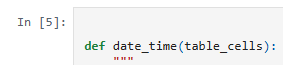 In [5]:
def date_time(table_cells):
"""